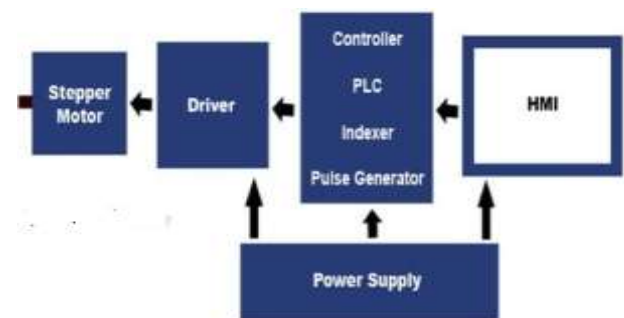 Stepper
Motor
Driver
Controller
PLC
Indexer
Pulse Generator
HMI
Power Supply